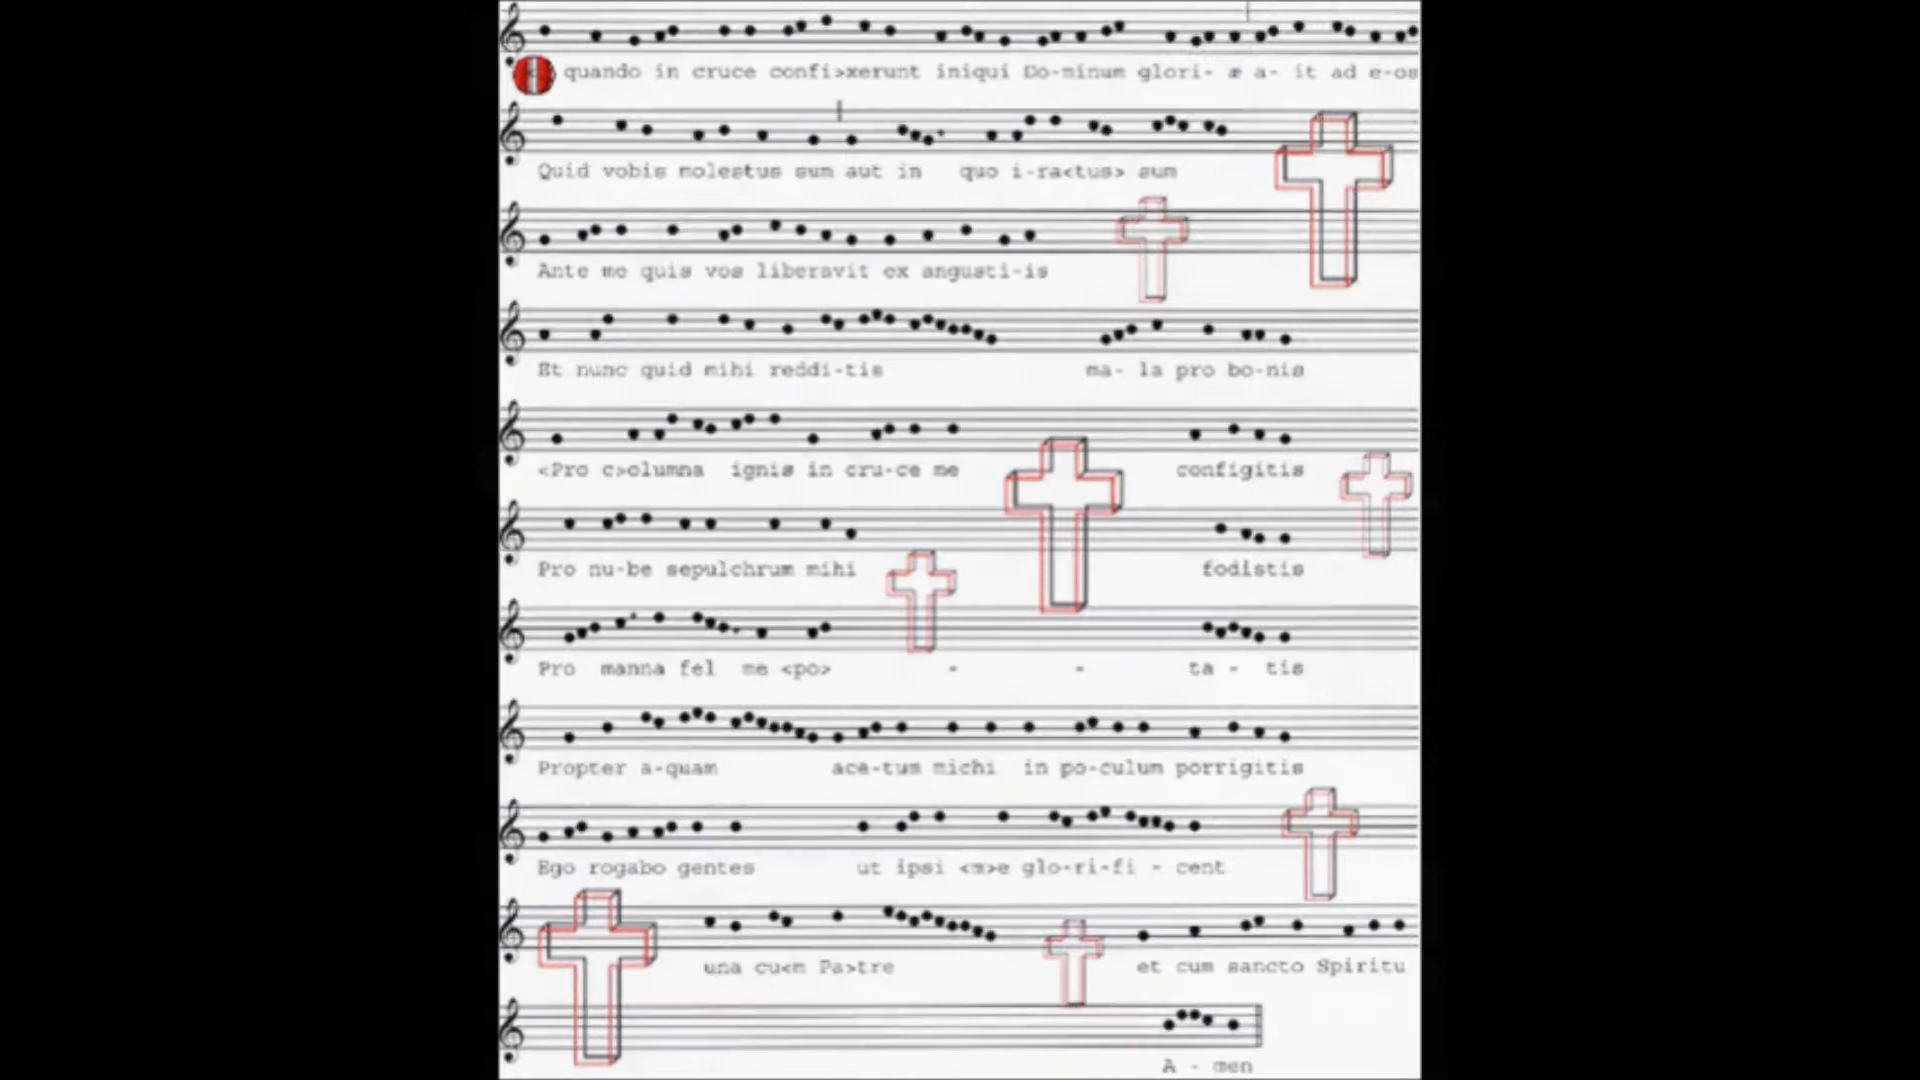 O quando in cruce confi>xerunt iniqui Do-minum glori- æ a- it ad e-os
Quid vobis molestus sum aut in quo i-ra<tus> sum
Ante me quis vos liberavit ex angusti-is
Et nunc quid mihi reddi-tis ma- la pro bo-nis
<Pro c>olumna ignis in cru-ce me configitis
Pro nu-be sepulchrum mihi fodistis
Pro manna fel me <po> - - ta - tis
Propter a-quam ace-tum michi in po-culum porrigitis
Ego rogabo gentes ut ipsi <m>e glo-ri-fi - cent
una cu<m Pa>tre et cum sancto Spiritu
A - men